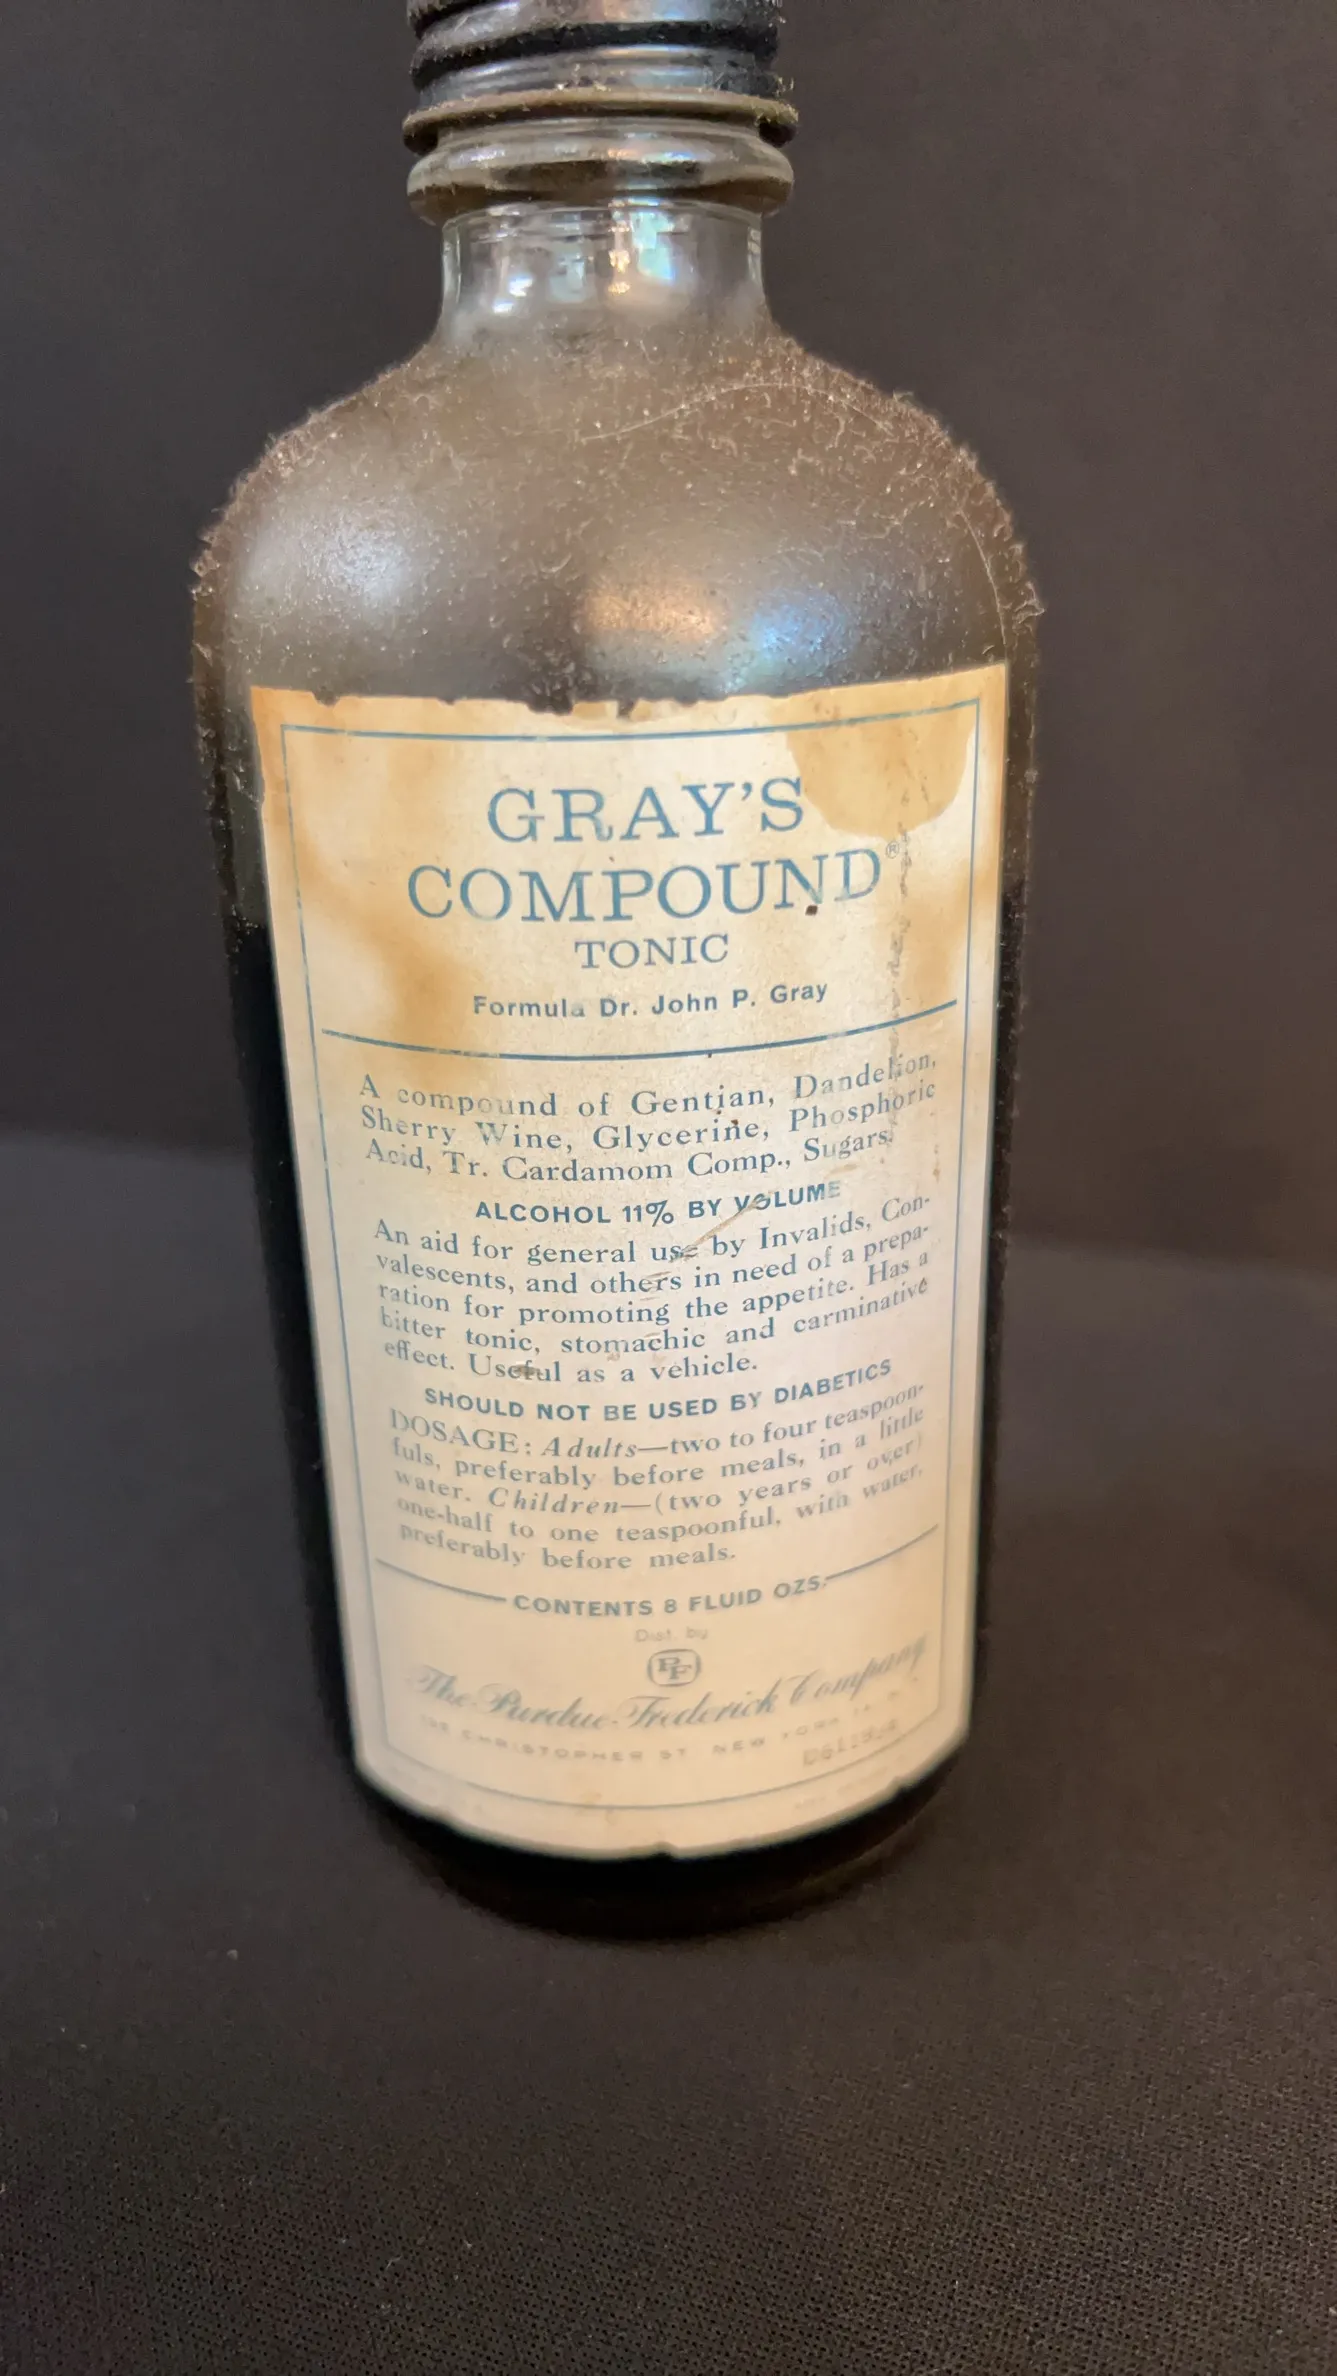 GRAY'S
COMPOUND®
TONIC
Formula Dr. John P. Gray
A compound of Gentian, Dandelion,
Sherry Wine, Glycerine, Phosphoric
Acid, Tr. Cardamom Comp., Sugars.
ALCOHOL 11% BY VOLUME
An aid for general use by Invalids, Con-
valescents, and others in need of a prepa-
ration for promoting the appetite. Has a
bitter tonic, stomachic and carminative
effect. Useful as a vehicle.
SHOULD NOT BE USED BY DIABETICS
DOSAGE: Adults—two to four teaspoon-
fuls, preferably before meals, in a little
water. Children—(two years or over)
one-half to one teaspoonful, with water,
preferably before meals.
CONTENTS 8 FLUID OZS.
Dist. by
PF
The Purdue Frederick Company
CHRISTOPHER ST. NEW YORK